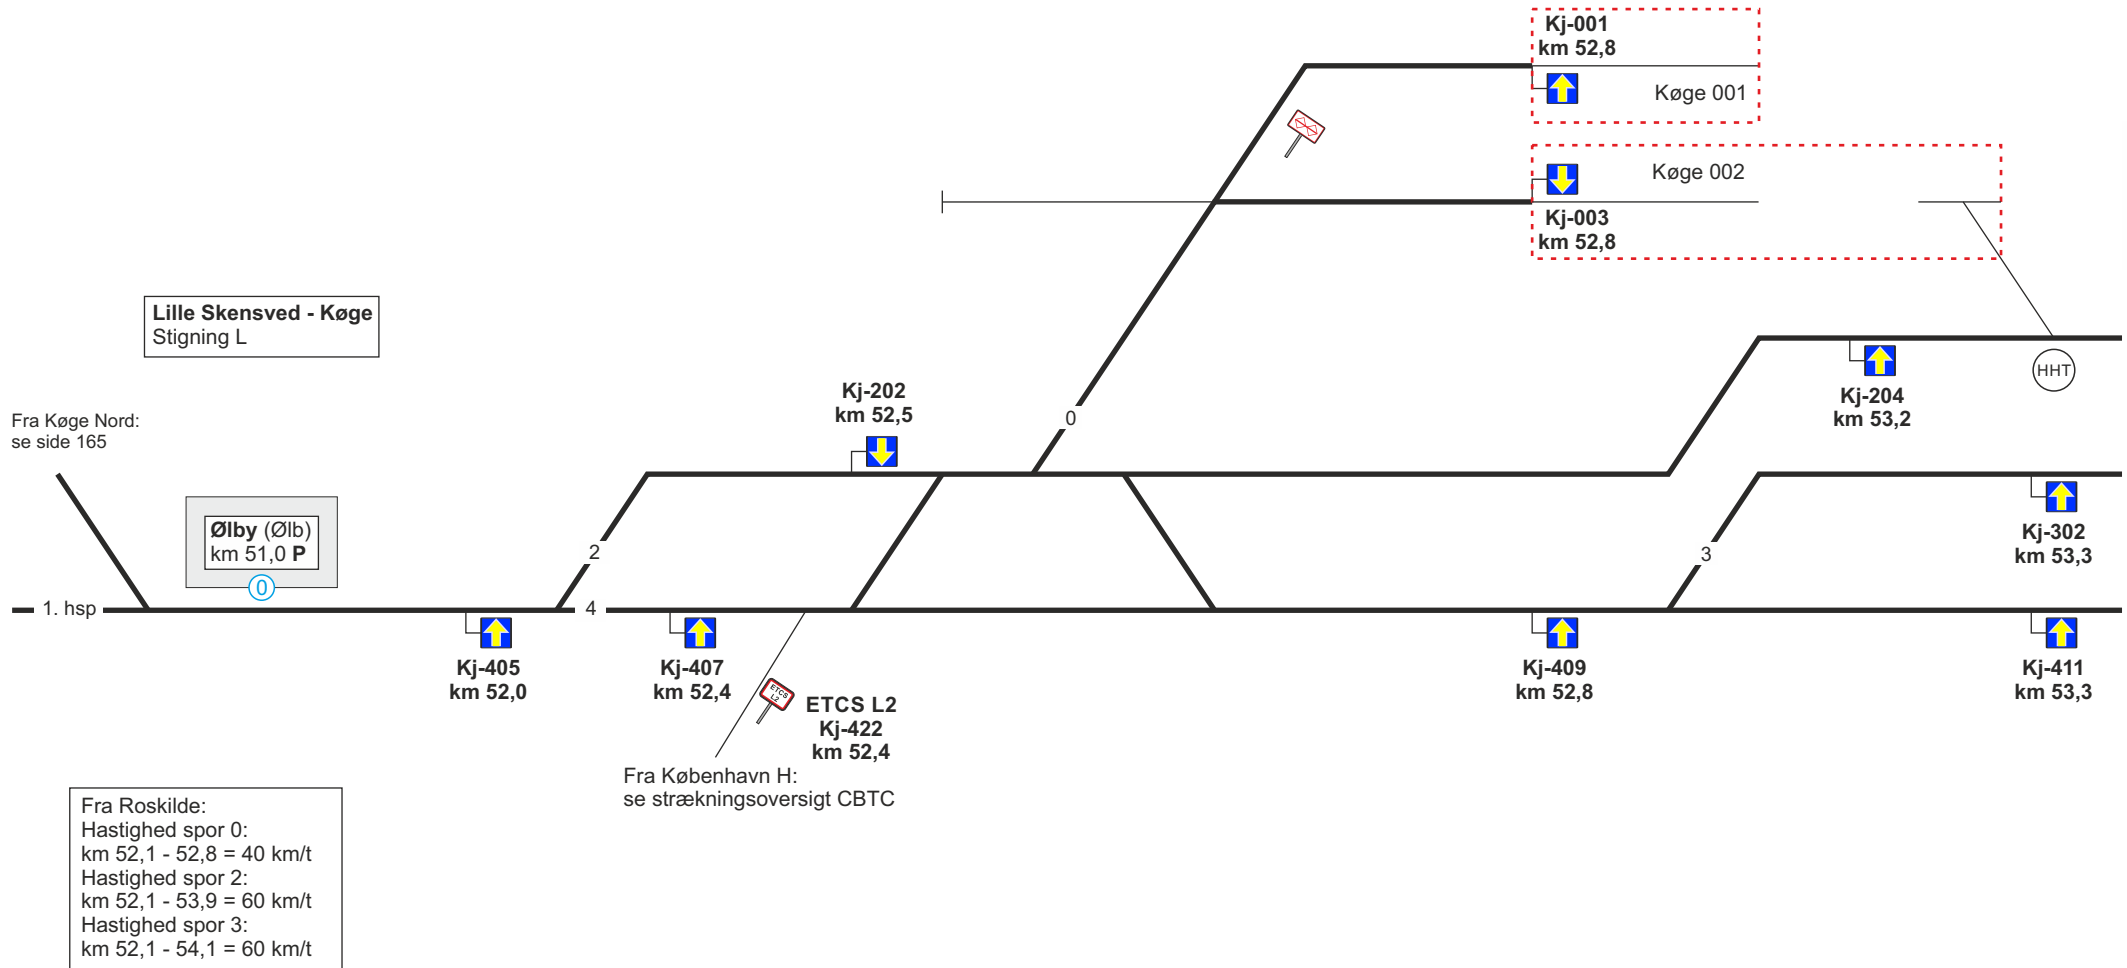 Kj-001
km 52,8
Køge 001
Køge 002
Kj-003
km 52,8
Lille Skensved - Køge
Stigning L
Fra Køge Nord:
se side 165
Kj-202
km 52,5
0
Kj-204
km 53,2
HHT
Ølby (Ølb)
km 51,0 P
0
2
3
Kj-302
km 53,3
1. hsp
4
Kj-405
km 52,0
Kj-407
km 52,4
ETCS
L2
ETCS L2
Kj-422
km 52,4
Kj-409
km 52,8
Kj-411
km 53,3
Fra København H:
se strækningsoversigt CBTC
Fra Roskilde:
Hastighed spor 0:
km 52,1 - 52,8 = 40 km/t
Hastighed spor 2:
km 52,1 - 53,9 = 60 km/t
Hastighed spor 3:
km 52,1 - 54,1 = 60 km/t